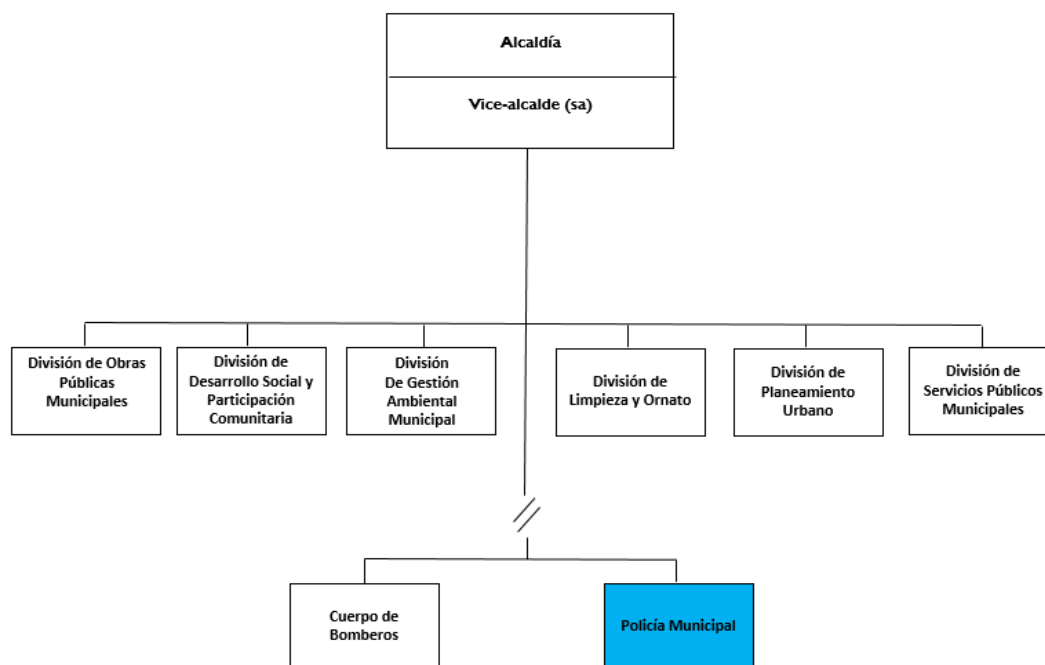 Alcaldía
Vice-alcalde (sa)
División de Obras
Públicas
Municipales
División de
Desarrollo Social y
Participación
Comunitaria
División
De Gestión
Ambiental
Municipal
División de
Limpieza y Ornato
División de
Planeamiento
Urbano
División de
Servicios Públicos
Municipales
Cuerpo de
Bomberos
Policía Municipal